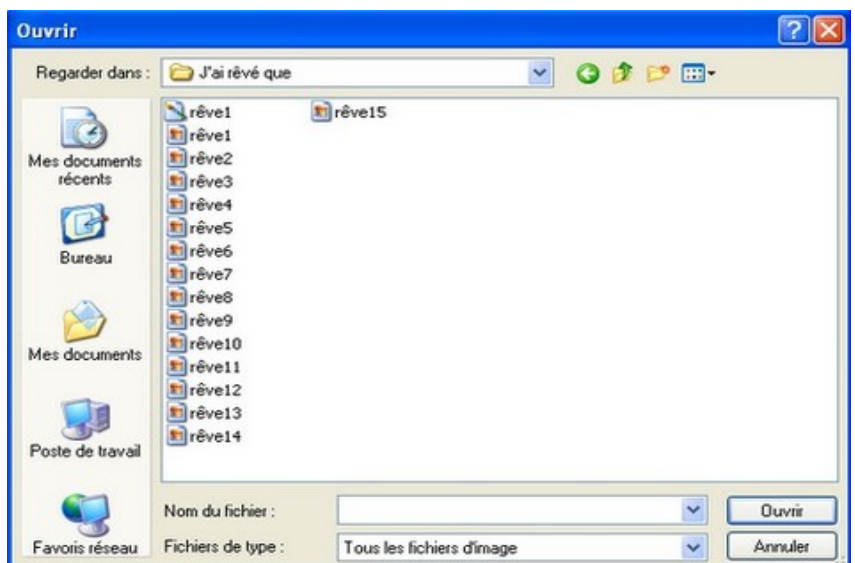 Ouvrir
Regarder dans :
J'ai rêvé que
Mes documents
récents
Bureau
Mes documents
Poste de travail
Favoris réseau
rêve1
rêve1
rêve2
rêve3
rêve4
rêve5
rêve6
rêve7
rêve8
rêve9
rêve10
rêve11
rêve12
rêve13
rêve14
rêve15
Nom du fichier :
Ouvrir
Fichiers de type :
Tous les fichiers d'image
Annuler